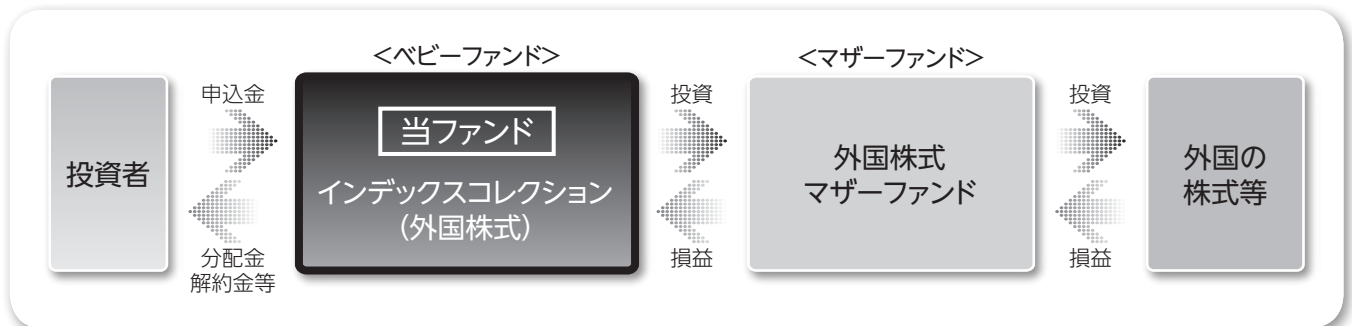 <ベビーファンド>
<マザーファンド>
投資者
申込金
分配金
解約金等
当ファンド
インデックスコレクション
(外国株式)
投資
損益
外国株式
マザーファンド
投資
損益
外国の
株式等